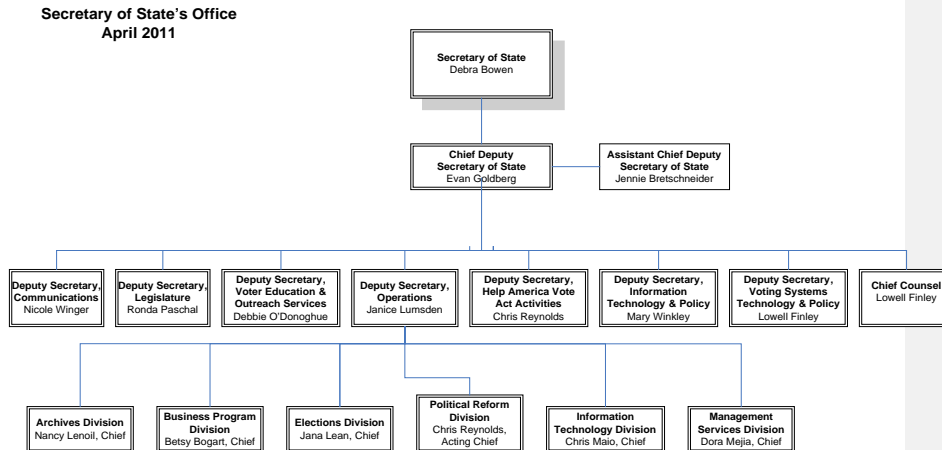 Secretary of State's Office
April 2011
Secretary of State
Debra Bowen
Chief Deputy
Secretary of State
Evan Goldberg
Assistant Chief Deputy
Secretary of State
Jennie Bretschneider
Deputy Secretary,
Communications
Nicole Winger
Deputy Secretary,
Legislature
Ronda Paschal
Deputy Secretary,
Voter Education &
Outreach Services
Debbie O'Donoghue
Deputy Secretary,
Operations
Janice Lumsden
Deputy Secretary,
Help America Vote
Act Activities
Chris Reynolds
Deputy Secretary,
Information
Technology & Policy
Mary Winkley
Deputy Secretary,
Voting Systems
Technology & Policy
Lowell Finley
Chief Counsel
Lowell Finley
Archives Division
Nancy Lenoil, Chief
Business Program
Division
Betsy Bogart, Chief
Elections Division
Jana Lean, Chief
Political Reform
Division
Chris Reynolds,
Acting Chief
Information
Technology Division
Chris Maio, Chief
Management
Services Division
Dora Mejia, Chief